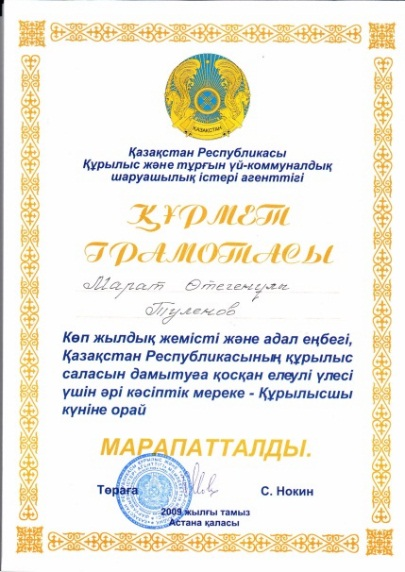 ҚАЗАҚСТАН
Қазақстан Республикасы
Құрылыс және тұрғын үй-коммуналдық
шаруашылық істері агенттігі
ҚҰРМЕТ
ГРАМОТАСЫ
Марат Өтегенұлы
Туленов
Көп жылдық жемісті және адал еңбегі,
Қазақстан Республикасының құрылыс
саласын дамытуға қосқан елеулі үлесі
үшін әрі кәсіптік мереке - Құрылысшы
күніне орай
МАРАПАТТАЛДЫ.
Төраға С. Нокин
2009 жылғы тамыз
Астана қаласы